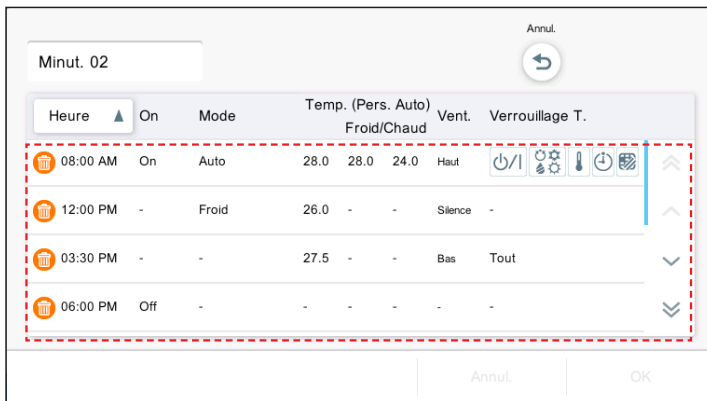 Annul.
Minut. 02
Heure On Mode Temp. (Pers. Auto) Froid/Chaud Vent. Verrouillage T.
08:00 AM On Auto 28.0 28.0 24.0 Haut
12:00 PM - Froid 26.0 - - Silence -
03:30 PM - - 27.5 - - Bas Tout
06:00 PM Off - - - - - -
Annul. OK